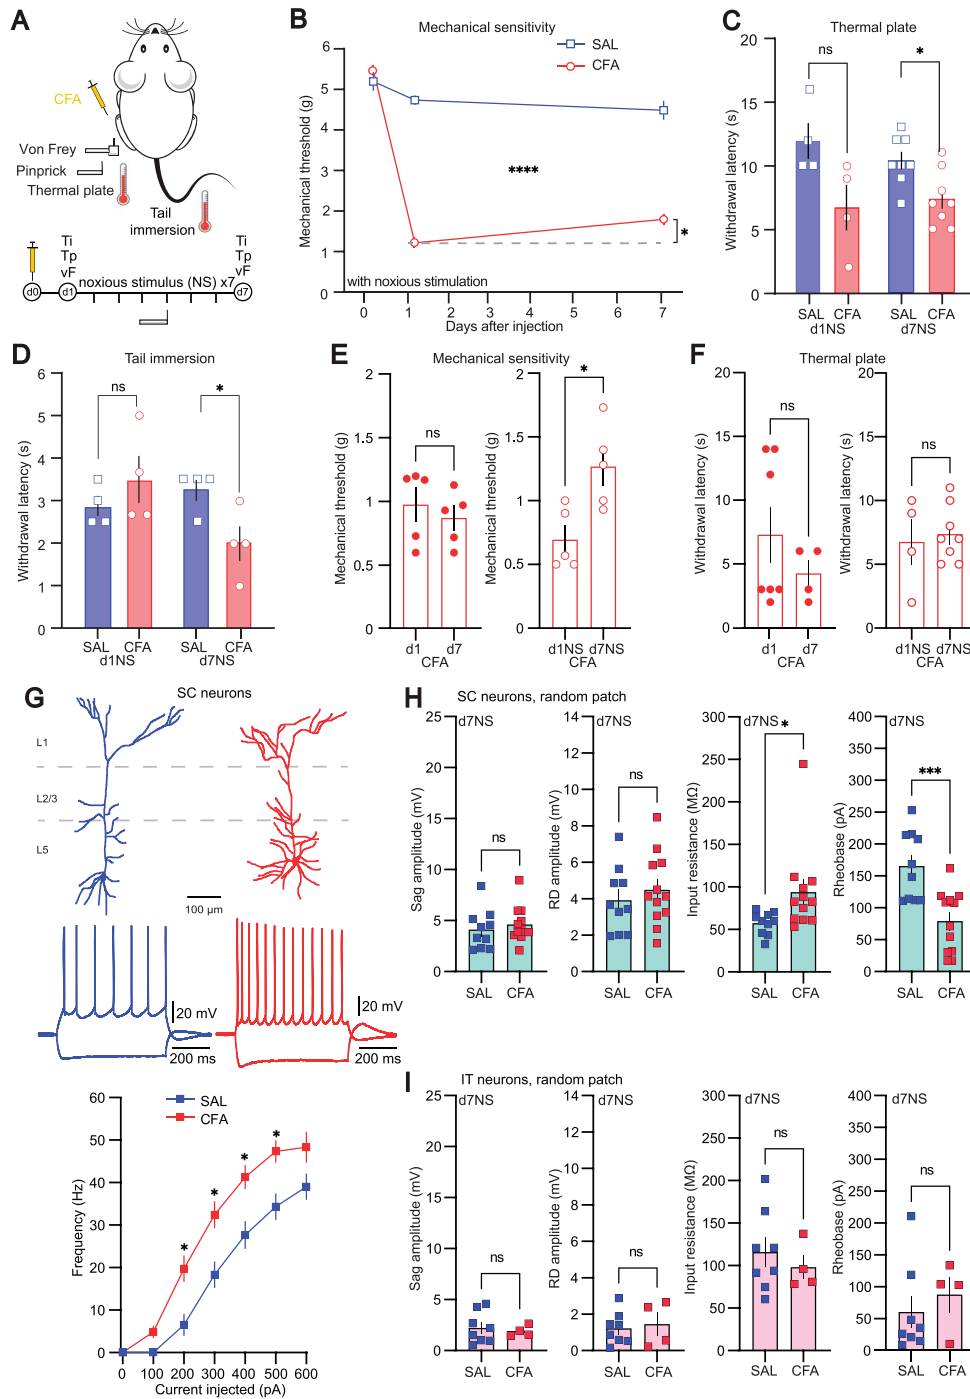 A
CFA
Von Frey
Pinprick
Thermal plate
Tail
immersion
Ti
Tp
vF
Ti
Tp
vF
noxious stimulus (NS) x7
d0
d1
d7
B
Mechanical sensitivity
SAL
CFA
Mechanical threshold (g)
6
5
4
3
2
1
0
****
*
with noxious stimulation
0 1 2 3 4 5 6 7
Days after injection
C
Thermal plate
Withdrawal latency (s)
20
15
10
5
0
ns
*
SAL CFA SAL CFA
d1NS d7NS
D
Tail immersion
Withdrawal latency (s)
6
5
4
3
2
1
0
ns
*
SAL CFA SAL CFA
d1NS d7NS
E
Mechanical sensitivity
Mechanical threshold (g)
2
1.5
1
0.5
0
ns
d1 d7
CFA
Mechanical threshold (g)
2
1.5
1
0.5
0
*
d1NS d7NS
CFA
F
Thermal plate
Withdrawal latency (s)
20
15
10
5
0
ns
d1 d7
CFA
Withdrawal latency (s)
20
15
10
5
0
ns
d1NS d7NS
CFA
G
SC neurons
L1
L2/3
L5
100 µm
20 mV
200 ms
20 mV
200 ms
SAL
CFA
Frequency (Hz)
60
50
40
30
20
10
0
* * * *
0 100 200 300 400 500 600
Current injected (pA)
H
SC neurons, random patch
d7NS
Sag amplitude (mV)
25
20
15
10
5
0
ns
SAL CFA
d7NS
RD amplitude (mV)
14
12
10
8
6
4
2
0
ns
SAL CFA
d7NS
Input resistance (MΩ)
300
250
200
150
100
50
0
*
SAL CFA
d7NS
Rheobase (pA)
400
350
300
250
200
150
100
50
0
***
SAL CFA
I
IT neurons, random patch
d7NS
Sag amplitude (mV)
25
20
15
10
5
0
ns
SAL CFA
d7NS
RD amplitude (mV)
14
12
10
8
6
4
2
0
ns
SAL CFA
d7NS
Input resistance (MΩ)
300
250
200
150
100
50
0
ns
SAL CFA
d7NS
Rheobase (pA)
400
350
300
250
200
150
100
50
0
ns
SAL CFA